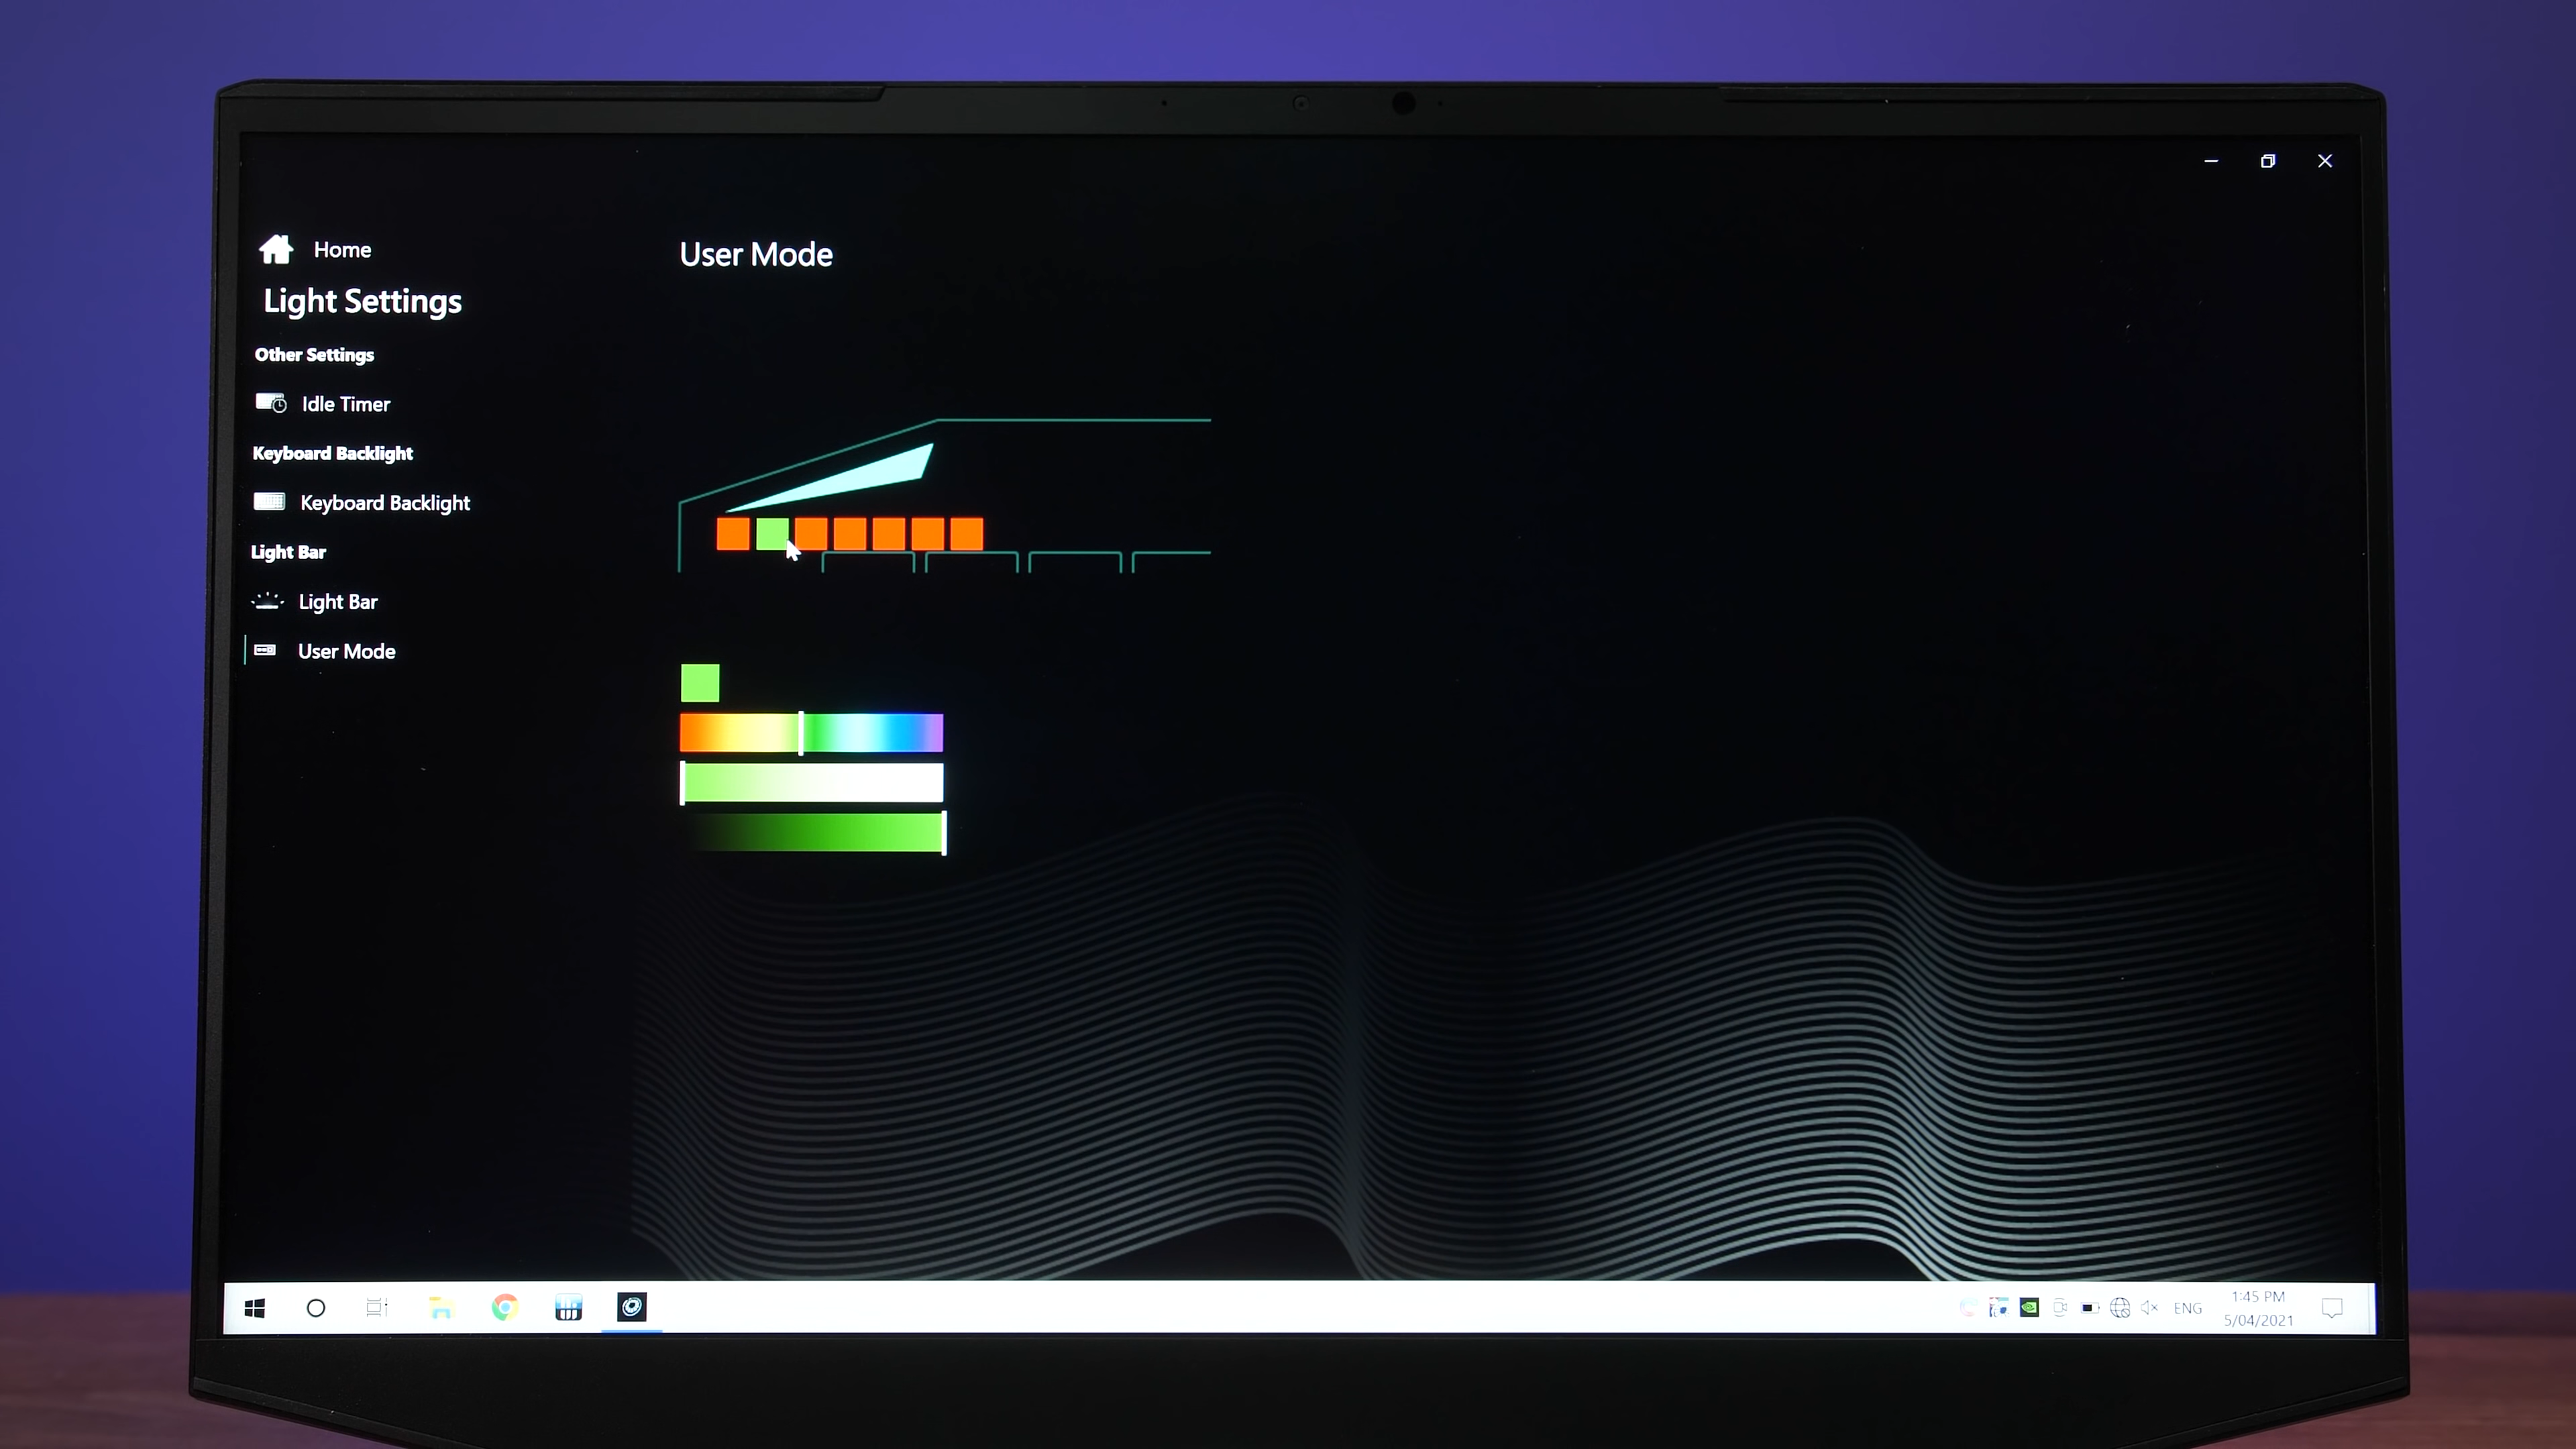 Home
User Mode
Light Settings
Other Settings
Idle Timer
Keyboard Backlight
Keyboard Backlight
Light Bar
Light Bar
User Mode
ENG
1:45 PM
5/04/2021